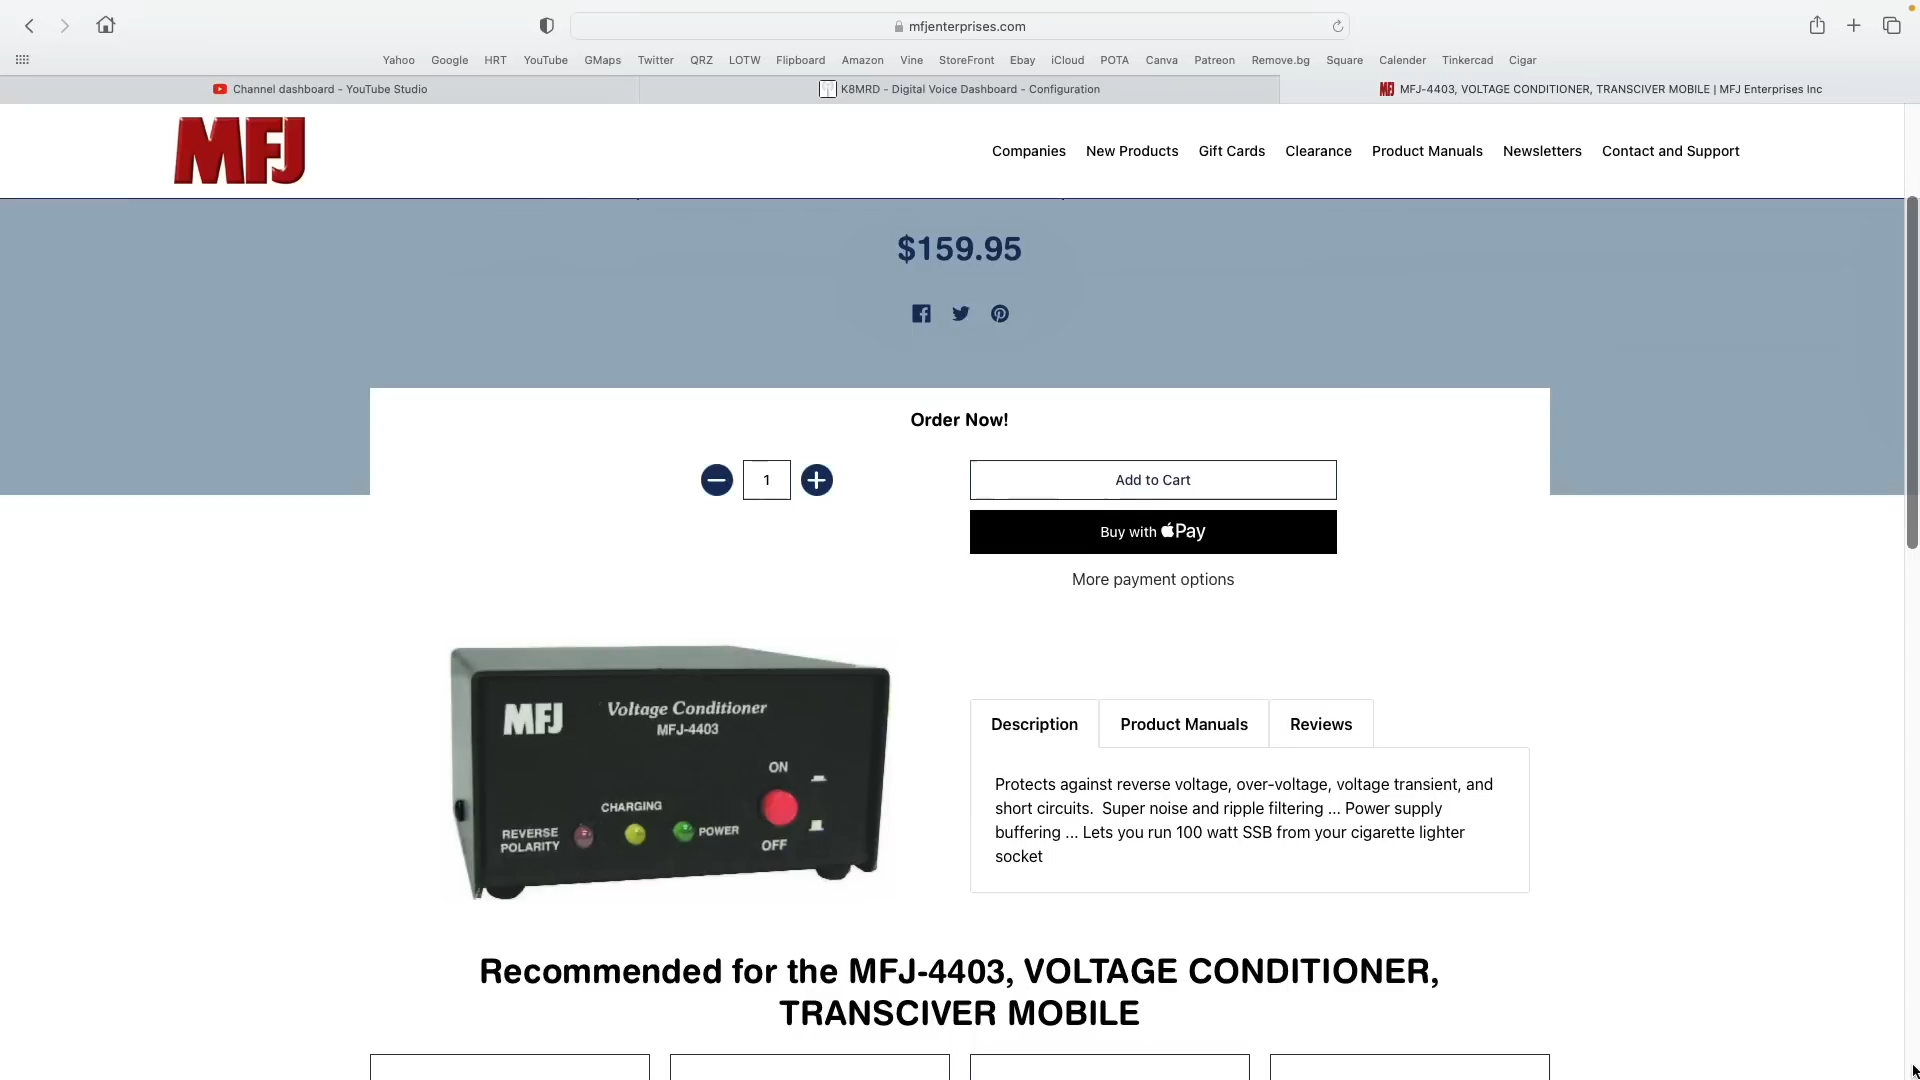 mfjenterprises.com
Yahoo Google HRT YouTube GMaps Twitter QRZ LOTW Flipboard Amazon Vine StoreFront Ebay iCloud POTA Canva Patreon Remove.bg Square Calender Tinkercad Cigar
Channel dashboard - YouTube Studio
K8MRD - Digital Voice Dashboard - Configuration
MFJ-4403, VOLTAGE CONDITIONER, TRANSCIVER MOBILE | MFJ Enterprises Inc
MFJ
Companies New Products Gift Cards Clearance Product Manuals Newsletters Contact and Support
$159.95
Order Now!
1
Add to Cart
Buy with Pay
More payment options
MFJ
Voltage Conditioner
MFJ-4403
ON
CHARGING
REVERSE
POLARITY
POWER
OFF
Description Product Manuals Reviews
Protects against reverse voltage, over-voltage, voltage transient, and
short circuits.  Super noise and ripple filtering ... Power supply
buffering ... Lets you run 100 watt SSB from your cigarette lighter
socket
Recommended for the MFJ-4403, VOLTAGE CONDITIONER,
TRANSCIVER MOBILE